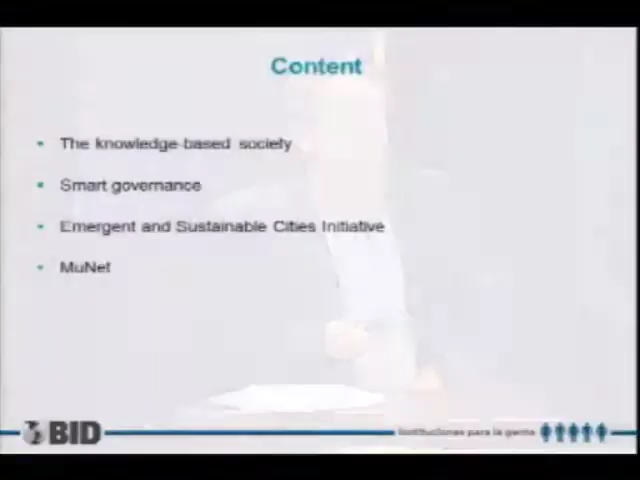 Content
• The knowledge-based society
• Smart governance
• Emergent and Sustainable Cities Initiative
• MuNet
BID
Instituciones para la gente